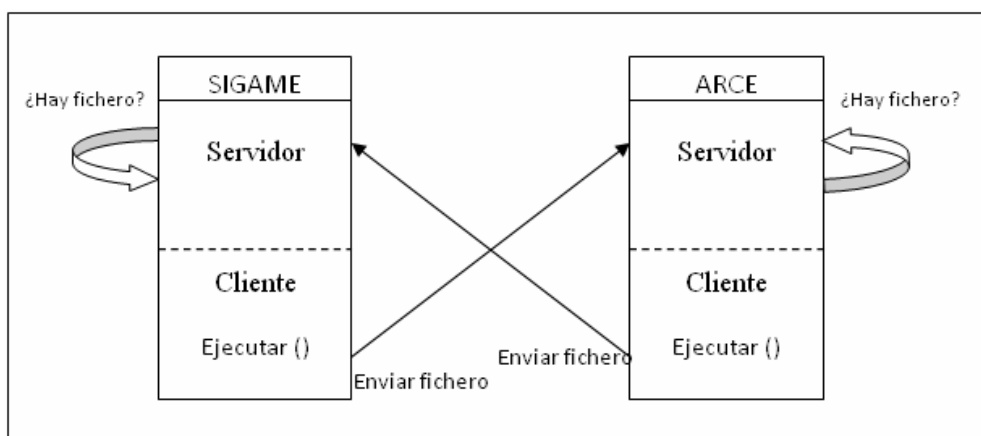 SIGAME
ARCE
¿Hay fichero?
¿Hay fichero?
Servidor
Servidor
Cliente
Cliente
Ejecutar ()
Ejecutar ()
Enviar fichero
Enviar fichero